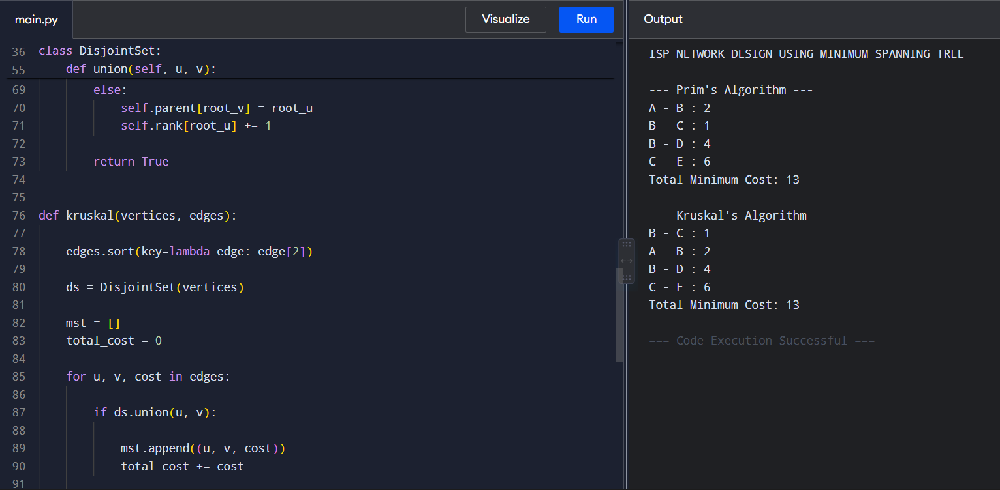 main.py
Visualize
Run
36 class DisjointSet:
55     def union(self, u, v):
69         else:
70             self.parent[root_v] = root_u
71             self.rank[root_u] += 1
72
73         return True
74
75
76 def kruskal(vertices, edges):
77
78     edges.sort(key=lambda edge: edge[2])
79
80     ds = DisjointSet(vertices)
81
82     mst = []
83     total_cost = 0
84
85     for u, v, cost in edges:
86
87         if ds.union(u, v):
88
89             mst.append((u, v, cost))
90             total_cost += cost
91
Output
ISP NETWORK DESIGN USING MINIMUM SPANNING TREE
--- Prim's Algorithm ---
A - B : 2
B - C : 1
B - D : 4
C - E : 6
Total Minimum Cost: 13
--- Kruskal's Algorithm ---
B - C : 1
A - B : 2
B - D : 4
C - E : 6
Total Minimum Cost: 13
=== Code Execution Successful ===